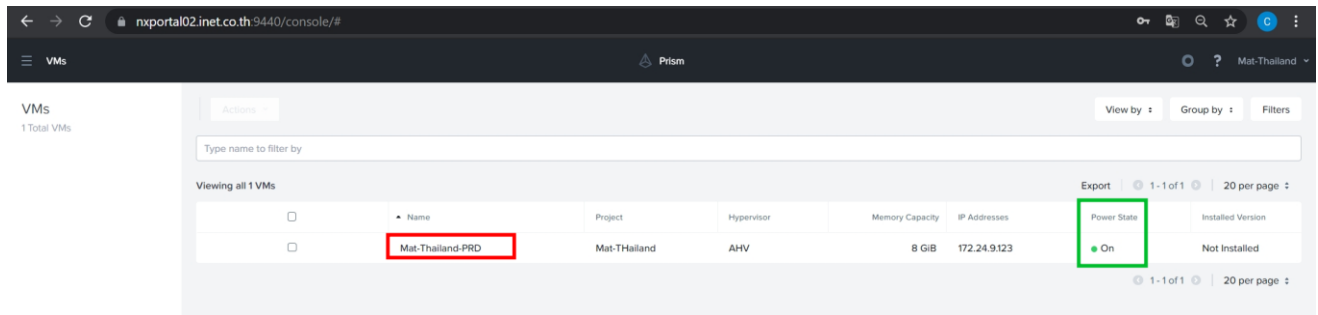 nxportal02.inet.co.th:9440/console/#
C
VMs
Prism
?
Mat-Thailand
VMs
1 Total VMs
Actions
View by
Group by
Filters
Type name to filter by
Viewing all 1 VMs
Export
1 - 1 of 1
20 per page
Name
Project
Hypervisor
Memory Capacity
IP Addresses
Power State
Installed Version
Mat-Thailand-PRD
Mat-THailand
AHV
8 GiB
172.24.9.123
On
Not Installed
1 - 1 of 1
20 per page